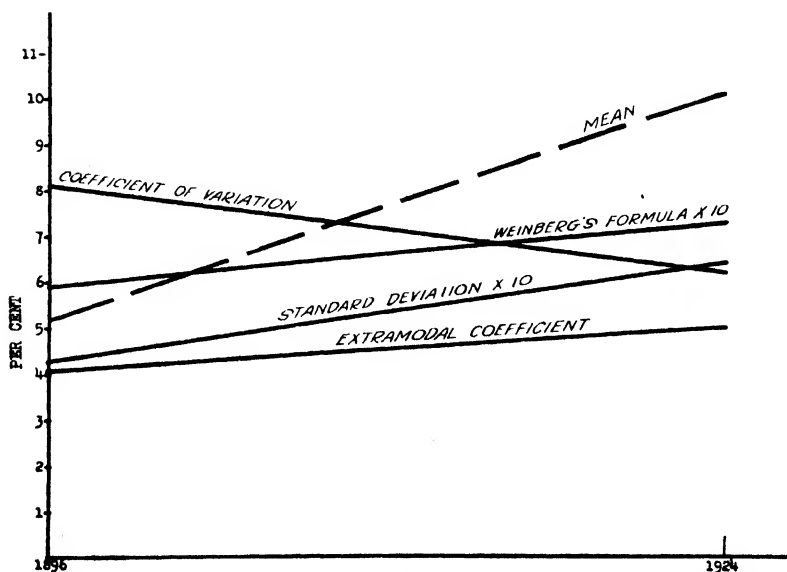 11
10
MEAN
9
COEFFICIENT OF VARIATION
8
WEINBERG'S FORMULA X 10
7
6
STANDARD DEVIATION X 10
PER CENT
5
EXTRAMODAL COEFFICIENT
4
3
2
1
1896
1924